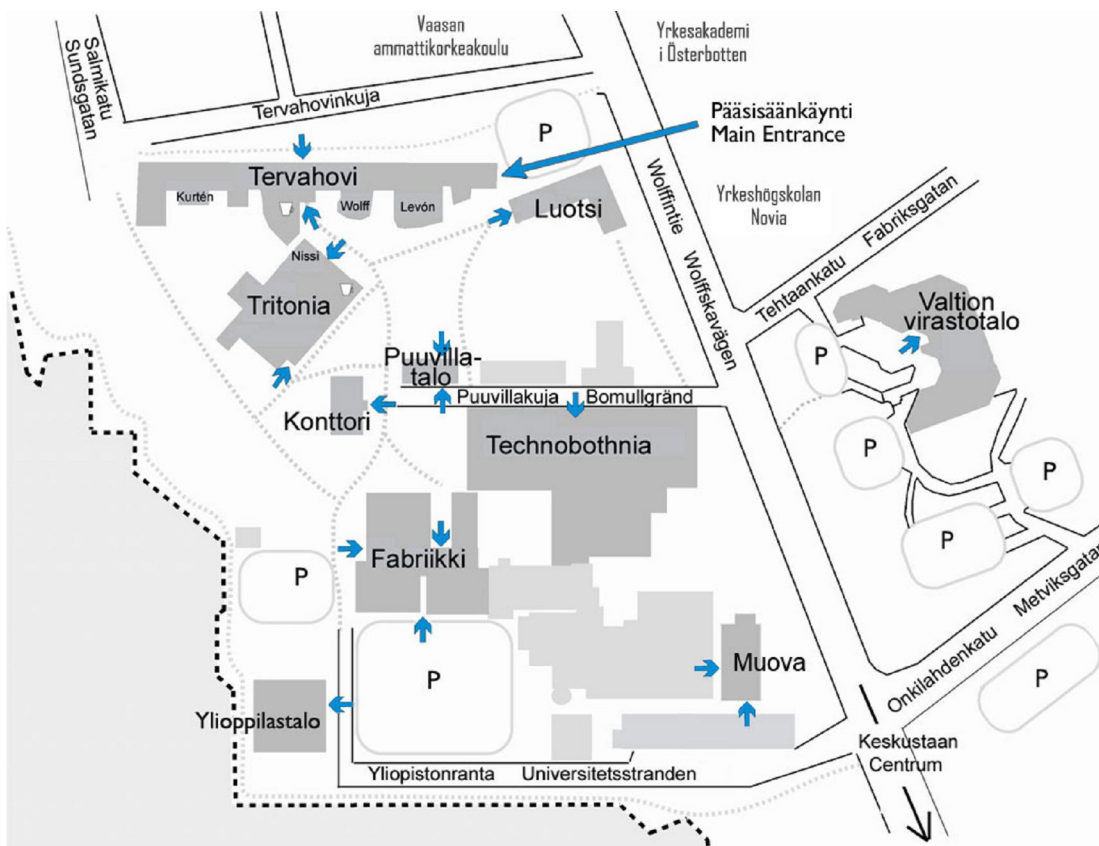 Vaasan
ammattikorkeakoulu
Yrkesakademi
i Österbotten
Salmikatu
Sundsgatan
Tervahovinkuja
P
Pääsisäänkäynti
Main Entrance
Tervahovi
Kurtén
Wolff
Levón
Luotsi
Wolffintie
Wolffskavägen
Yrkeshögskolan
Novia
Tehtaankatu Fabriksgatan
Nissi
Tritonia
Valtion
virastotalo
P
Puuvilla-
talo
Puuvillakuja Bomullgränd
Konttori
Technobothnia
P
P
P
Fabriikki
P
Muova
P
Ylioppilastalo
Onkilahdenkatu Metviksgatan
P
Keskustaan
Centrum
Yliopistonranta Universitetsstranden